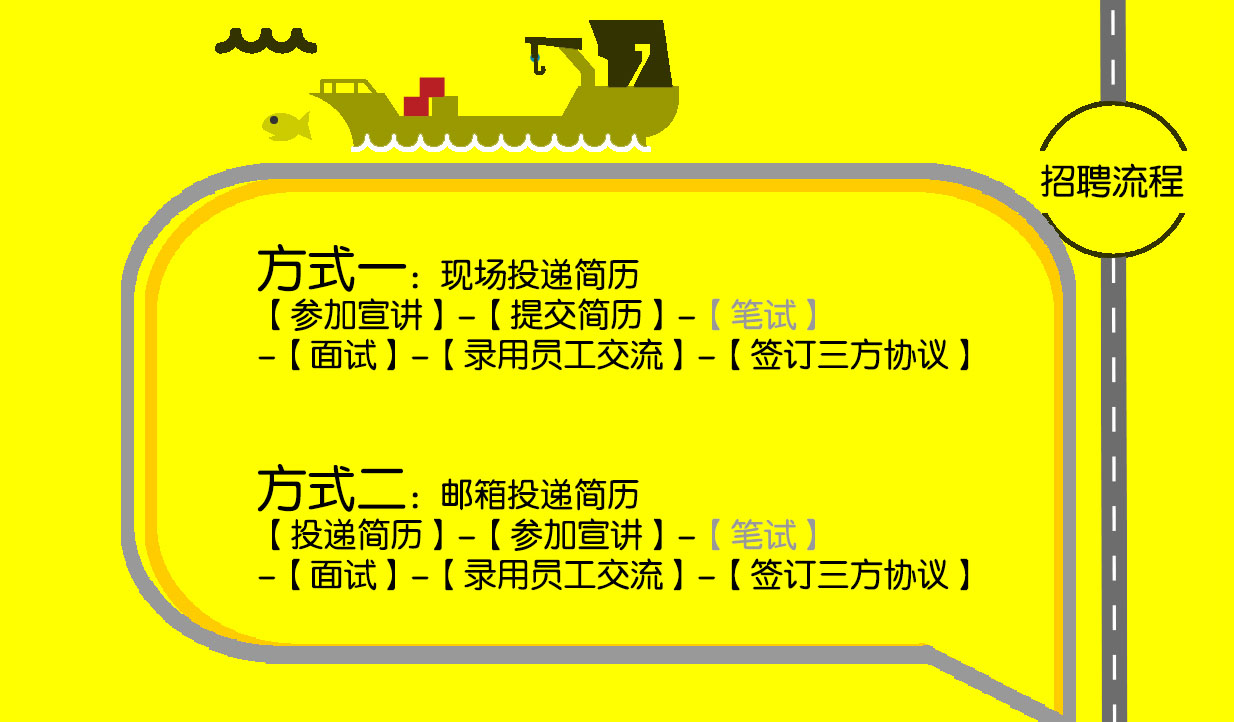 招聘流程
方式一：现场投递简历
【参加宣讲】-【提交简历】-【笔试】
-【面试】-【录用员工交流】-【签订三方协议】
方式二：邮箱投递简历
【投递简历】-【参加宣讲】-【笔试】
-【面试】-【录用员工交流】-【签订三方协议】